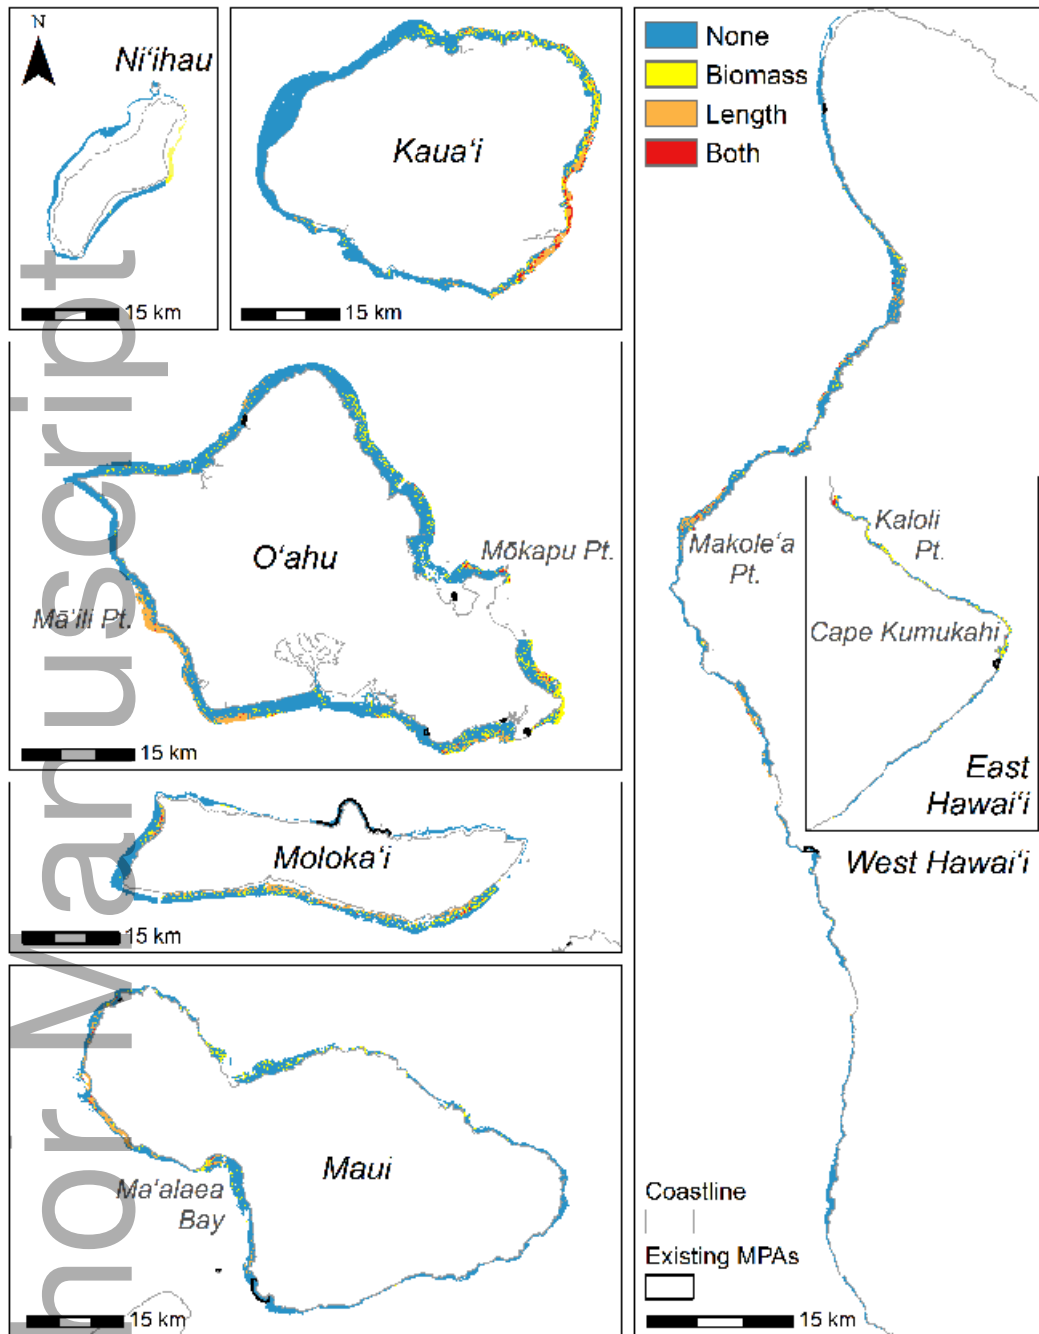 N
Ni‘ihau
15 km
Kaua‘i
15 km
None
Biomass
Length
Both
O‘ahu
Mōkapu Pt.
Mā‘ili Pt.
15 km
Moloka‘i
15 km
Maui
Ma‘alaea
Bay
15 km
Makole‘a
Pt.
Kaloli
Pt.
Cape Kumukahi
East
Hawai‘i
West Hawai‘i
Coastline
Existing MPAs
15 km
hor Manuscript